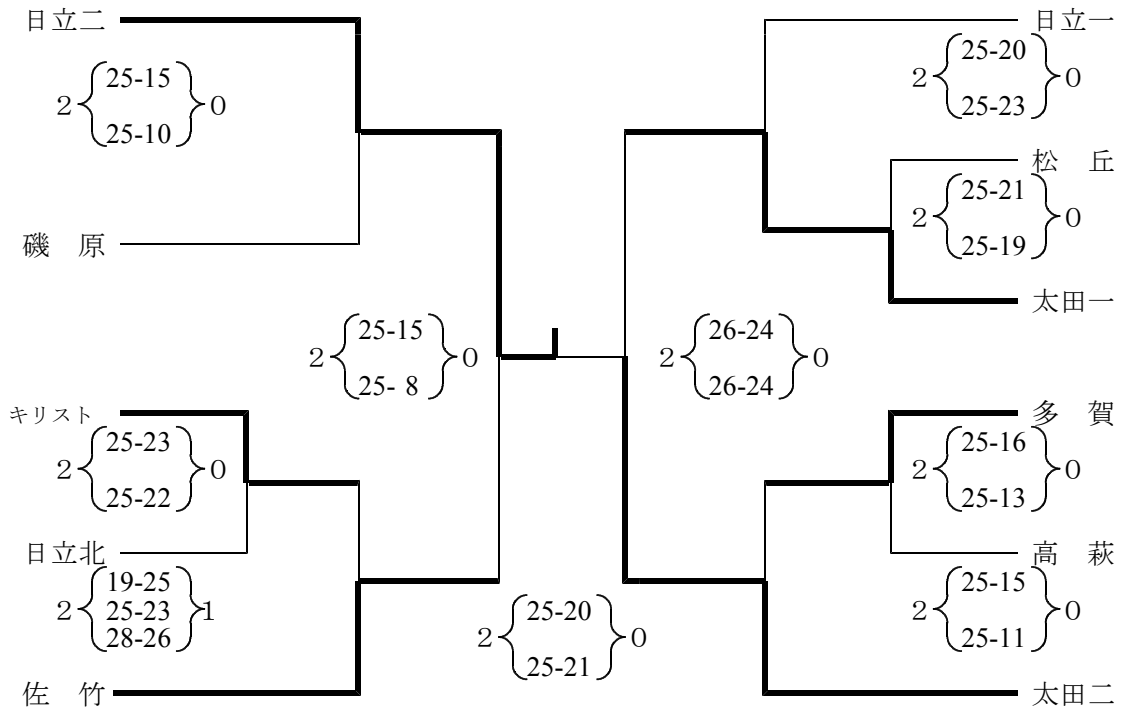 日立二
2 25-15 0
25-10
磯 原
2 25-15 0
25- 8
キリスト
2 25-23 0
25-22
日立北
2 19-25
25-23 1
28-26
佐 竹
2 25-20 0
25-21
日立一
2 25-20 0
25-23
松 丘
2 25-21 0
25-19
太田一
2 26-24 0
26-24
多 賀
2 25-16 0
25-13
高 萩
2 25-15 0
25-11
太田二